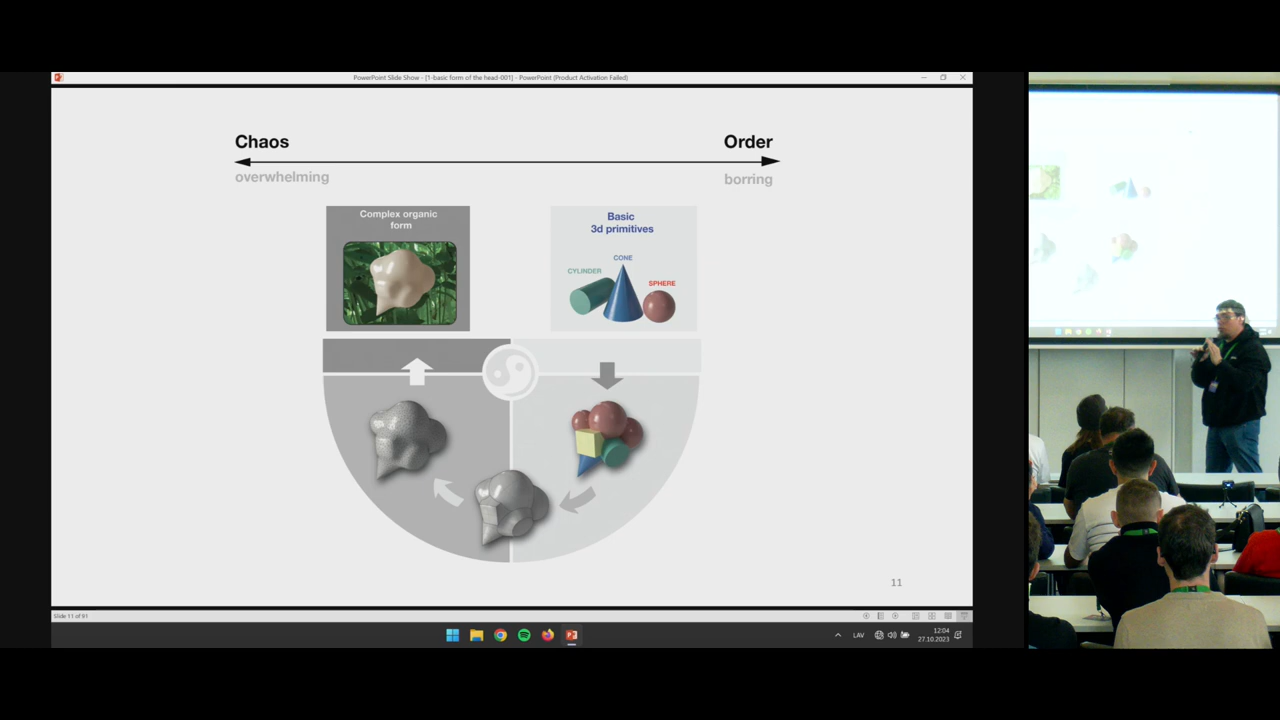 PowerPoint Slide Show - [1-basic form of the head-001] - PowerPoint (Product Activation Failed)
Chaos
Order
overwhelming
borring
Complex organic
form
Basic
3d primitives
CONE
CYLINDER
SPHERE
11
Slide 11 of 91
LAV
12:04
27.10.2023